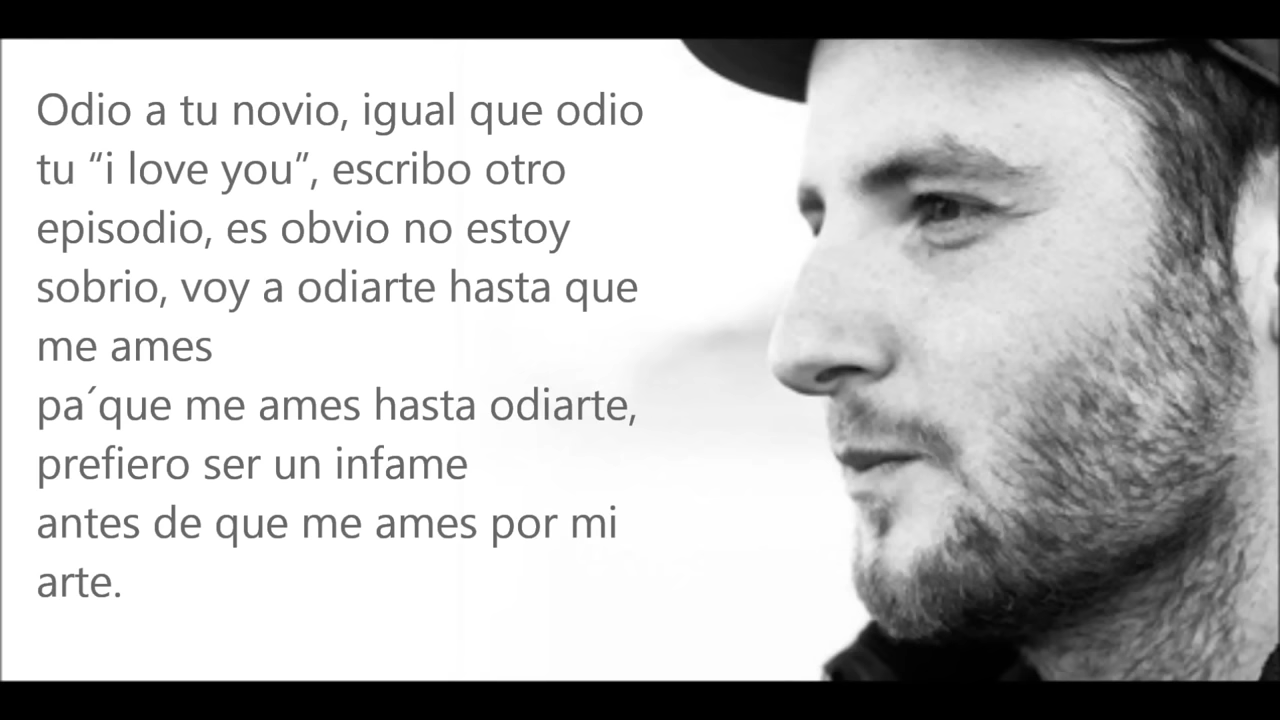 Odio a tu novio, igual que odio
tu “i love you”, escribo otro
episodio, es obvio no estoy
sobrio, voy a odiarte hasta que
me ames
pa´que me ames hasta odiarte,
prefiero ser un infame
antes de que me ames por mi
arte.